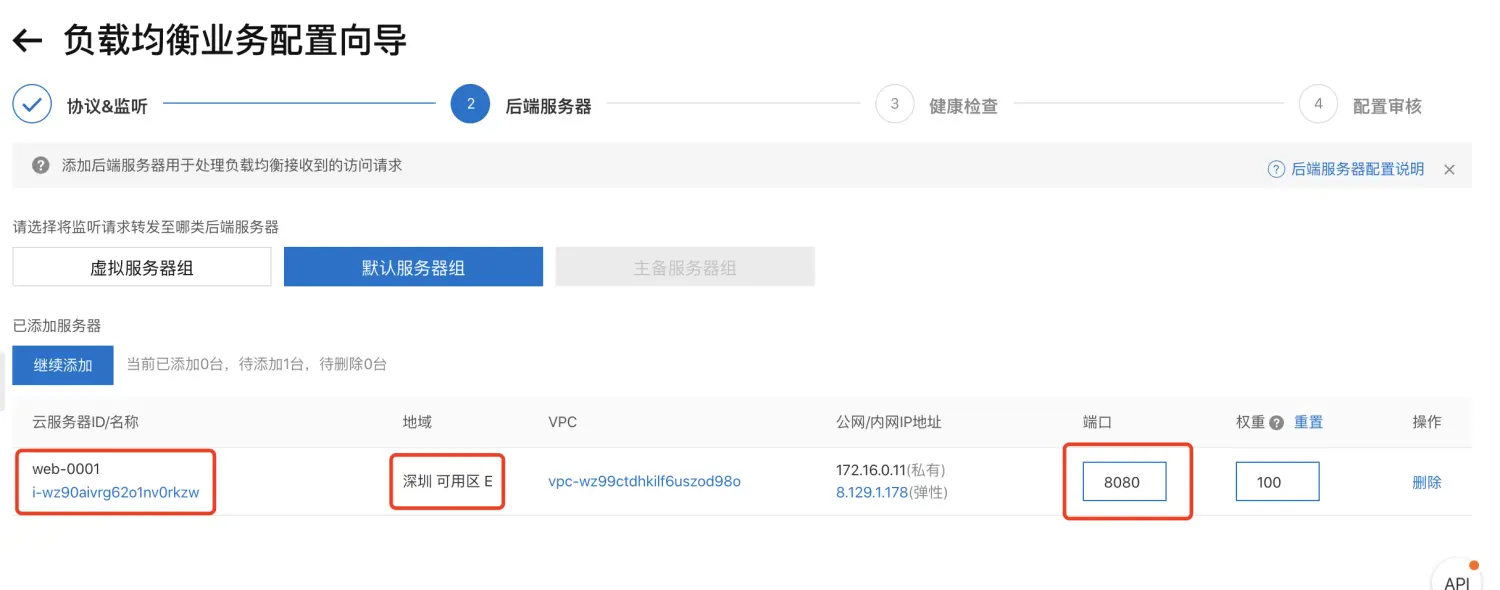 负载均衡业务配置向导
协议&监听
2 后端服务器
3 健康检查
4 配置审核
? 添加后端服务器用于处理负载均衡接收到的访问请求
? 后端服务器配置说明 ×
请选择将监听请求转发至哪类后端服务器
虚拟服务器组 默认服务器组 主备服务器组
已添加服务器
继续添加 当前已添加0台，待添加1台，待删除0台
云服务器ID/名称 地域 VPC 公网/内网IP地址 端口 权重 ? 重置 操作
web-0001
i-wz90aivrg62o1nv0rkzw
深圳 可用区 E
vpc-wz99ctdhkilf6uszod98o
172.16.0.11(私有)
8.129.1.178(弹性)
8080
100
删除
API